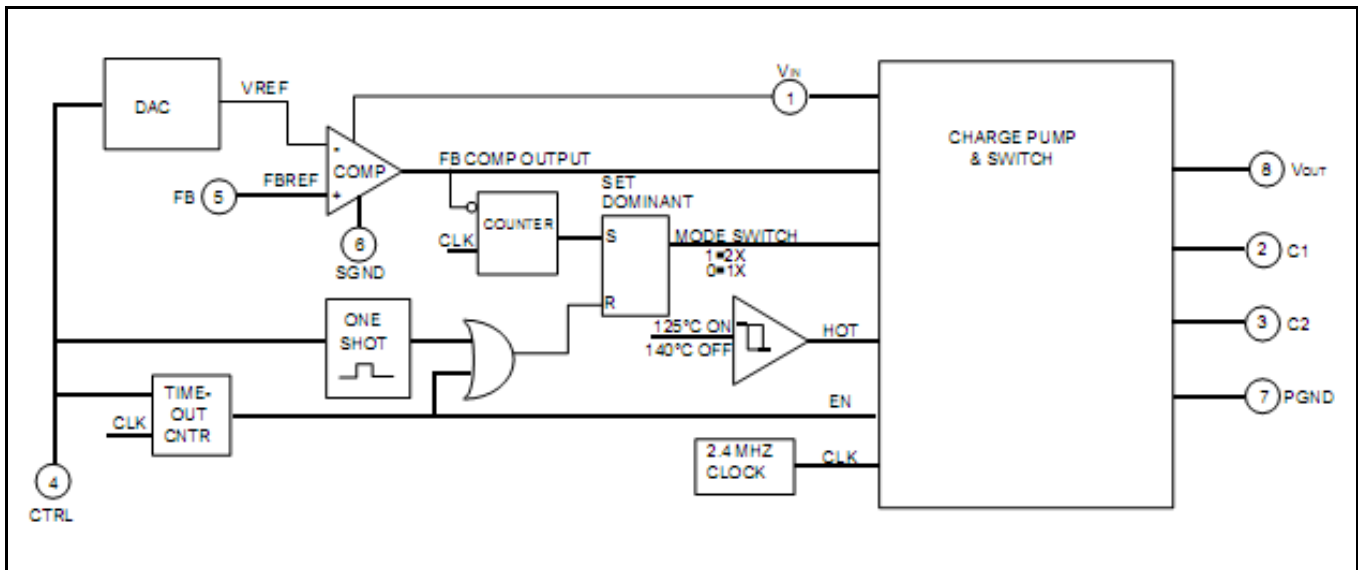 DAC
VREF
VIN
1
CHARGE PUMP
& SWITCH
-
COMP
+
FB COMP OUTPUT
FB
5
FBREF
6
SGND
CLK
COUNTER
SET
DOMINANT
S
R
MODE SWITCH
1=2X
0=1X
8
VOUT
2
C1
3
C2
7
PGND
ONE
SHOT
125°C ON
140°C OFF
HOT
TIME-
OUT
CNTR
CLK
EN
2.4 MHZ
CLOCK
CLK
4
CTRL